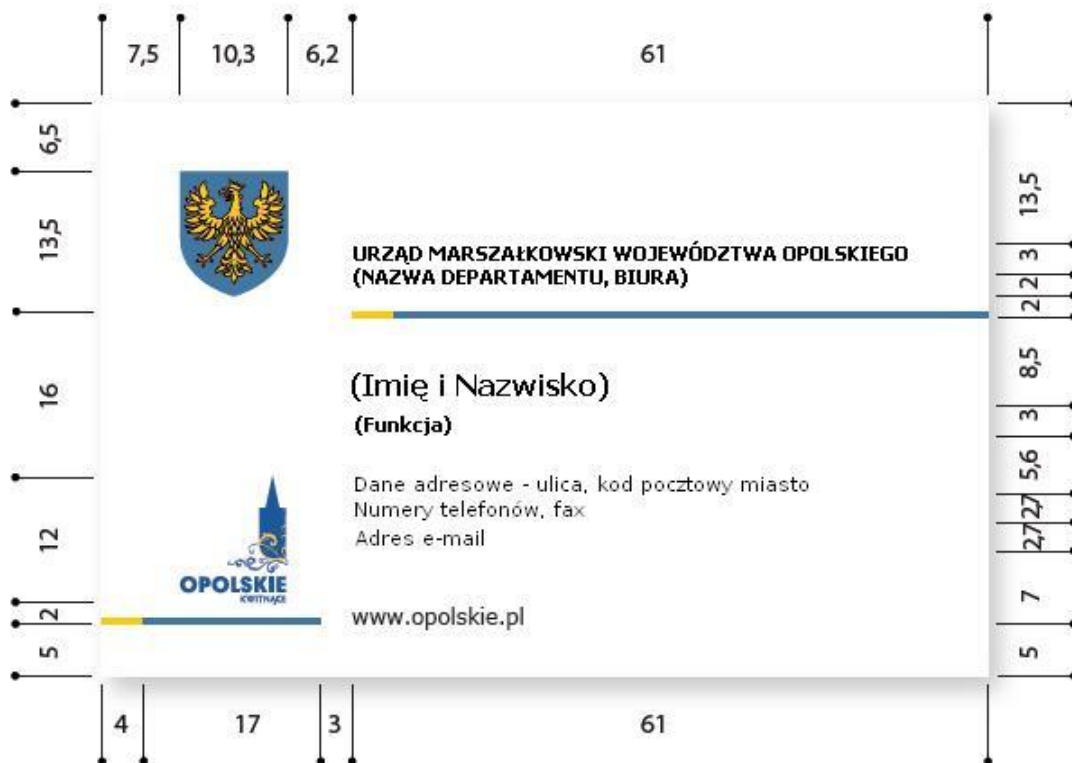 7,5 10,3 6,2 61
6,5
13,5
16
12
2
5
URZĄD MARSZAŁKOWSKI WOJEWÓDZTWA OPOLSKIEGO
(NAZWA DEPARTAMENTU, BIURA)
(Imię i Nazwisko)
(Funkcja)
Dane adresowe - ulica, kod pocztowy miasto
Numery telefonów, fax
Adres e-mail
OPOLSKIE
KWITNĄCE
www.opolskie.pl
13,5
3
2
2
8,5
3
5,6
2,7
2,7
7
5
4 17 3 61